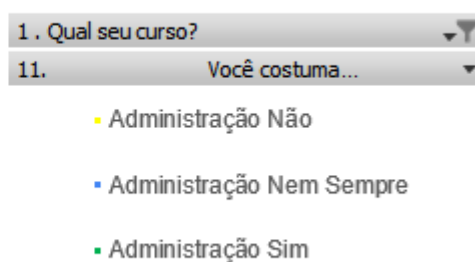 1 . Qual seu curso?
11. Você costuma...
Administração Não
Administração Nem Sempre
Administração Sim